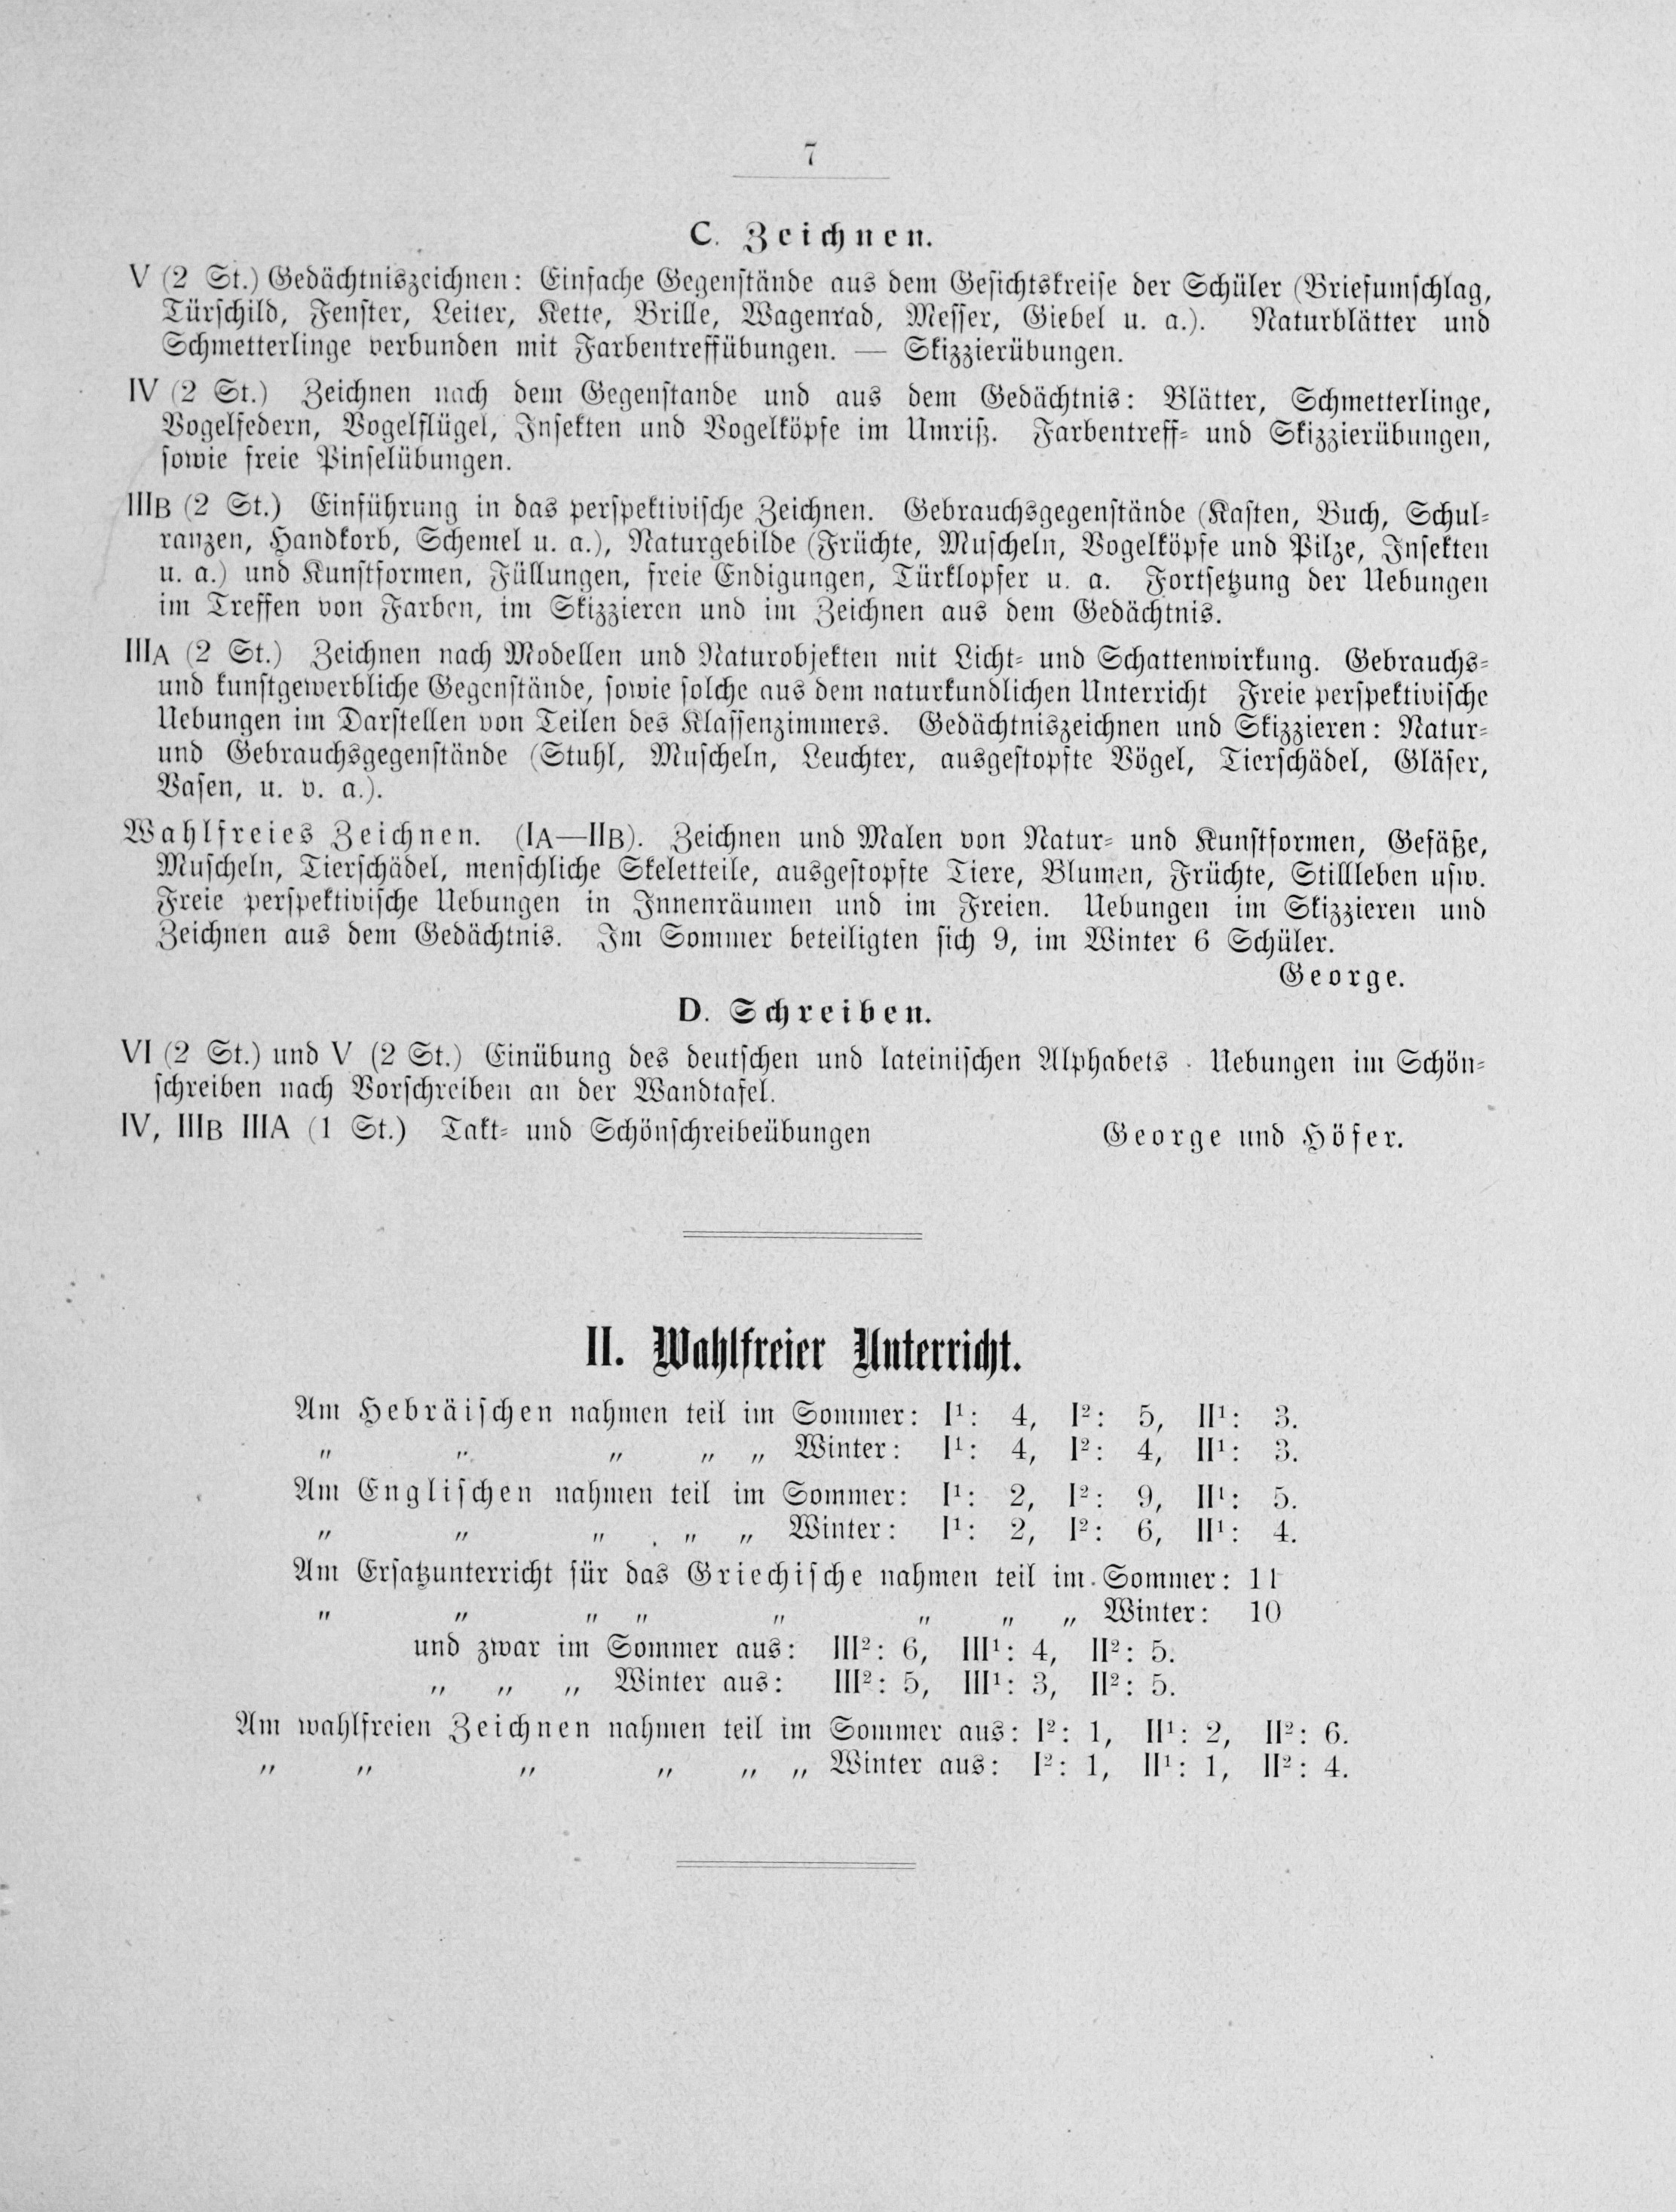 7
C. Zeichnen.
V (2 St.) Gedächtniszeichnen: Einfache Gegenstände aus dem Gesichtskreise der Schüler (Briefumschlag,
Türschild, Fenster, Leiter, Kette, Brille, Wagenrad, Messer, Giebel u. a.). Naturblätter und
Schmetterlinge verbunden mit Farbentreffübungen. — Skizzierübungen.
IV (2 St.) Zeichnen nach dem Gegenstande und aus dem Gedächtnis: Blätter, Schmetterlinge,
Vogelfedern, Vogelflügel, Insekten und Vogelköpfe im Umriß. Farbentreff- und Skizzierübungen,
sowie freie Pinselübungen.
IIIB (2 St.) Einführung in das perspektivische Zeichnen. Gebrauchsgegenstände (Kasten, Buch, Schul-
ranzen, Handkorb, Schemel u. a.), Naturgebilde (Früchte, Muscheln, Vogelköpfe und Pilze, Insekten
u. a.) und Kunstformen, Füllungen, freie Endigungen, Türklopfer u. a. Fortsetzung der Uebungen
im Treffen von Farben, im Skizzieren und im Zeichnen aus dem Gedächtnis.
IIIA (2 St.) Zeichnen nach Modellen und Naturobjekten mit Licht- und Schattenwirkung. Gebrauchs-
und kunstgewerbliche Gegenstände, sowie solche aus dem naturkundlichen Unterricht Freie perspektivische
Uebungen im Darstellen von Teilen des Klassenzimmers. Gedächtniszeichnen und Skizzieren: Natur-
und Gebrauchsgegenstände (Stuhl, Muscheln, Leuchter, ausgestopfte Vögel, Tierschädel, Gläser,
Vasen, u. v. a.).
Wahlfreies Zeichnen. (IA—IIB). Zeichnen und Malen von Natur- und Kunstformen, Gefäße,
Muscheln, Tierschädel, menschliche Skeletteile, ausgestopfte Tiere, Blumen, Früchte, Stillleben usw.
Freie perspektivische Uebungen in Innenräumen und im Freien. Uebungen im Skizzieren und
Zeichnen aus dem Gedächtnis. Im Sommer beteiligten sich 9, im Winter 6 Schüler.
George.
D. Schreiben.
VI (2 St.) und V (2 St.) Einübung des deutschen und lateinischen Alphabets . Uebungen im Schön-
schreiben nach Vorschreiben an der Wandtafel.
IV, IIIB IIIA (1 St.) Takt- und Schönschreibeübungen George und Höfer.
II. Wahlfreier Unterricht.
Am Hebräischen nahmen teil im Sommer: I¹: 4, I²: 5, II¹: 3.
" " " " " Winter: I¹: 4, I²: 4, II¹: 3.
Am Englischen nahmen teil im Sommer: I¹: 2, I²: 9, II¹: 5.
" " " " " Winter: I¹: 2, I²: 6, II¹: 4.
Am Ersatzunterricht für das Griechische nahmen teil im Sommer: 11
" " " " " " " " Winter: 10
und zwar im Sommer aus: III²: 6, III¹: 4, II²: 5.
" " " Winter aus: III²: 5, III¹: 3, II²: 5.
Am wahlfreien Zeichnen nahmen teil im Sommer aus: I²: 1, II¹: 2, II²: 6.
" " " " " " Winter aus: I²: 1, II¹: 1, II²: 4.